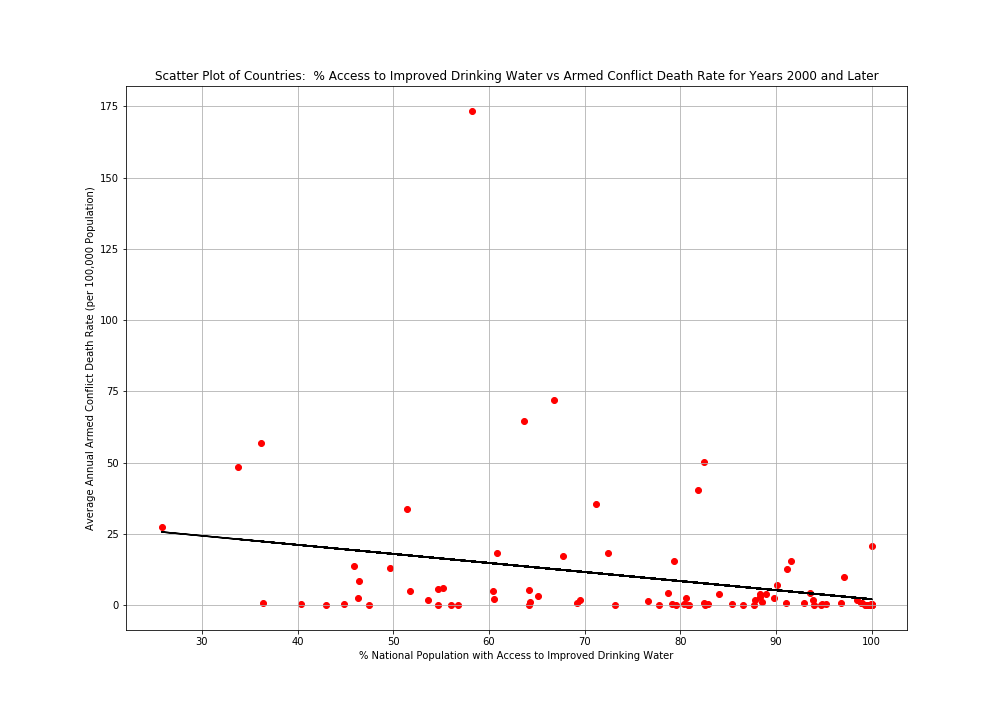 Scatter Plot of Countries:  % Access to Improved Drinking Water vs Armed Conflict Death Rate for Years 2000 and Later
Average Annual Armed Conflict Death Rate (per 100,000 Population)
175
150
125
100
75
50
25
0
30 40 50 60 70 80 90 100
% National Population with Access to Improved Drinking Water